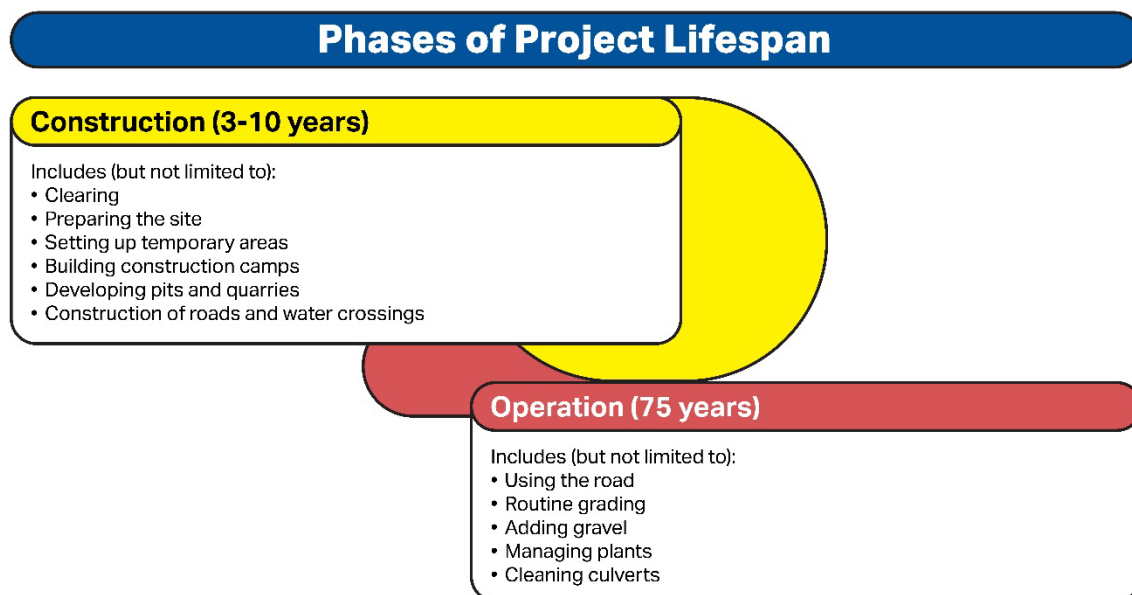 Phases of Project Lifespan
Construction (3-10 years)
Includes (but not limited to):
• Clearing
• Preparing the site
• Setting up temporary areas
• Building construction camps
• Developing pits and quarries
• Construction of roads and water crossings
Operation (75 years)
Includes (but not limited to):
• Using the road
• Routine grading
• Adding gravel
• Managing plants
• Cleaning culverts